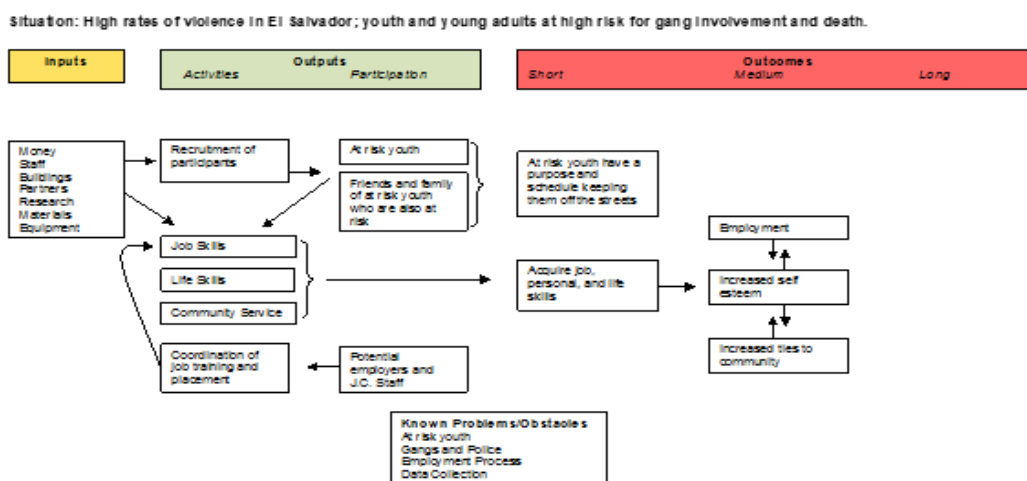 Situation: High rates of violence in El Salvador; youth and young adults at high risk for gang involvement and death.
Inputs
Outputs
Activities
Participation
Outcomes
Short
Medium
Long
Money
Staff
Buildings
Partners
Research
Materials
Equipment
Recruitment of
participants
At risk youth
Friends and family
of at risk youth
who are also at
risk
At risk youth have a
purpose and
schedule keeping
them off the streets
Job Skills
Life Skills
Community Service
Acquire job,
personal, and life
skills
Employment
Increased self
esteem
Increased ties to
community
Coordination of
job training and
placement
Potential
employers and
J.C. Staff
Known Problems/Obstacles
At risk youth
Gangs and Police
Employment Process
Data Collection